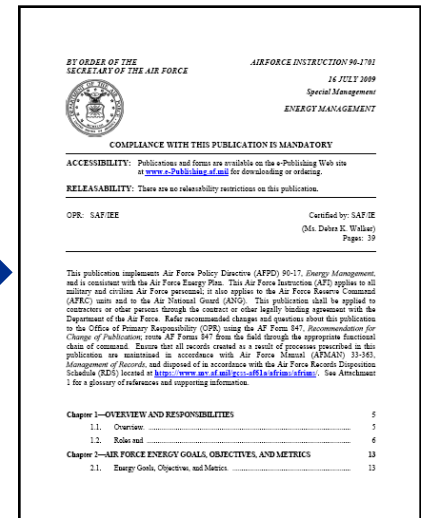 BY ORDER OF THE
SECRETARY OF THE AIR FORCE
AIRFORCE INSTRUCTION 90-1701
16 JULY 2009
Special Management
ENERGY MANAGEMENT
COMPLIANCE WITH THIS PUBLICATION IS MANDATORY
ACCESSIBILITY: Publications and forms are available on the e-Publishing Web site
at www.e-Publishing.af.mil for downloading or ordering.
RELEASABILITY: There are no releasability restrictions on this publication.
OPR: SAF/IEE
Certified by: SAF/IE
(Ms. Debra K. Walker)
Pages: 39
This publication implements Air Force Policy Directive (AFPD) 90-17, Energy Management,
and is consistent with the Air Force Energy Plan. This Air Force Instruction (AFI) applies to all
military and civilian Air Force personnel; it also applies to the Air Force Reserve Command
(AFRC) units and to the Air National Guard (ANG). This publication shall be applied to
contractors or other persons through the contract or other legally binding agreement with the
Department of the Air Force. Refer recommended changes and questions about this publication
to the Office of Primary Responsibility (OPR) using the AF Form 847, Recommendation for
Change of Publication; route AF Forms 847 from the field through the appropriate functional
chain of command. Ensure that all records created as a result of processes prescribed in this
publication are maintained in accordance with Air Force Manual (AFMAN) 33-363,
Management of Records, and disposed of in accordance with the Air Force Records Disposition
Schedule (RDS) located at https://www.my.af.mil/gcss-af61a/afrims/afrims/. See Attachment
1 for a glossary of references and supporting information.
Chapter 1—OVERVIEW AND RESPONSIBILITIES 5
1.1. Overview. 5
1.2. Roles and 6
Chapter 2—AIR FORCE ENERGY GOALS, OBJECTIVES, AND METRICS 13
2.1. Energy Goals, Objectives, and Metrics. 13